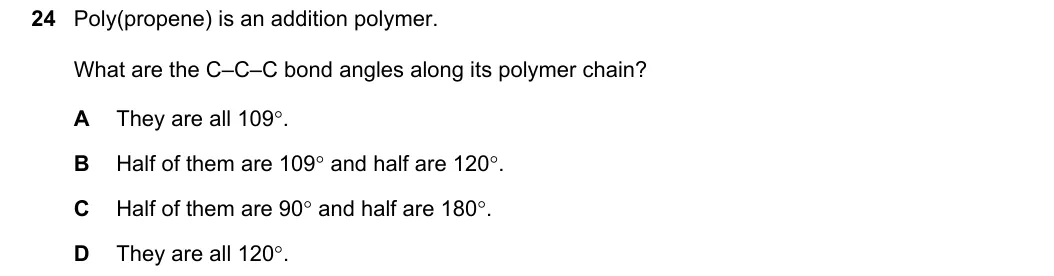 24 Poly(propene) is an addition polymer.
What are the C–C–C bond angles along its polymer chain?
A They are all 109°.
B Half of them are 109° and half are 120°.
C Half of them are 90° and half are 180°.
D They are all 120°.